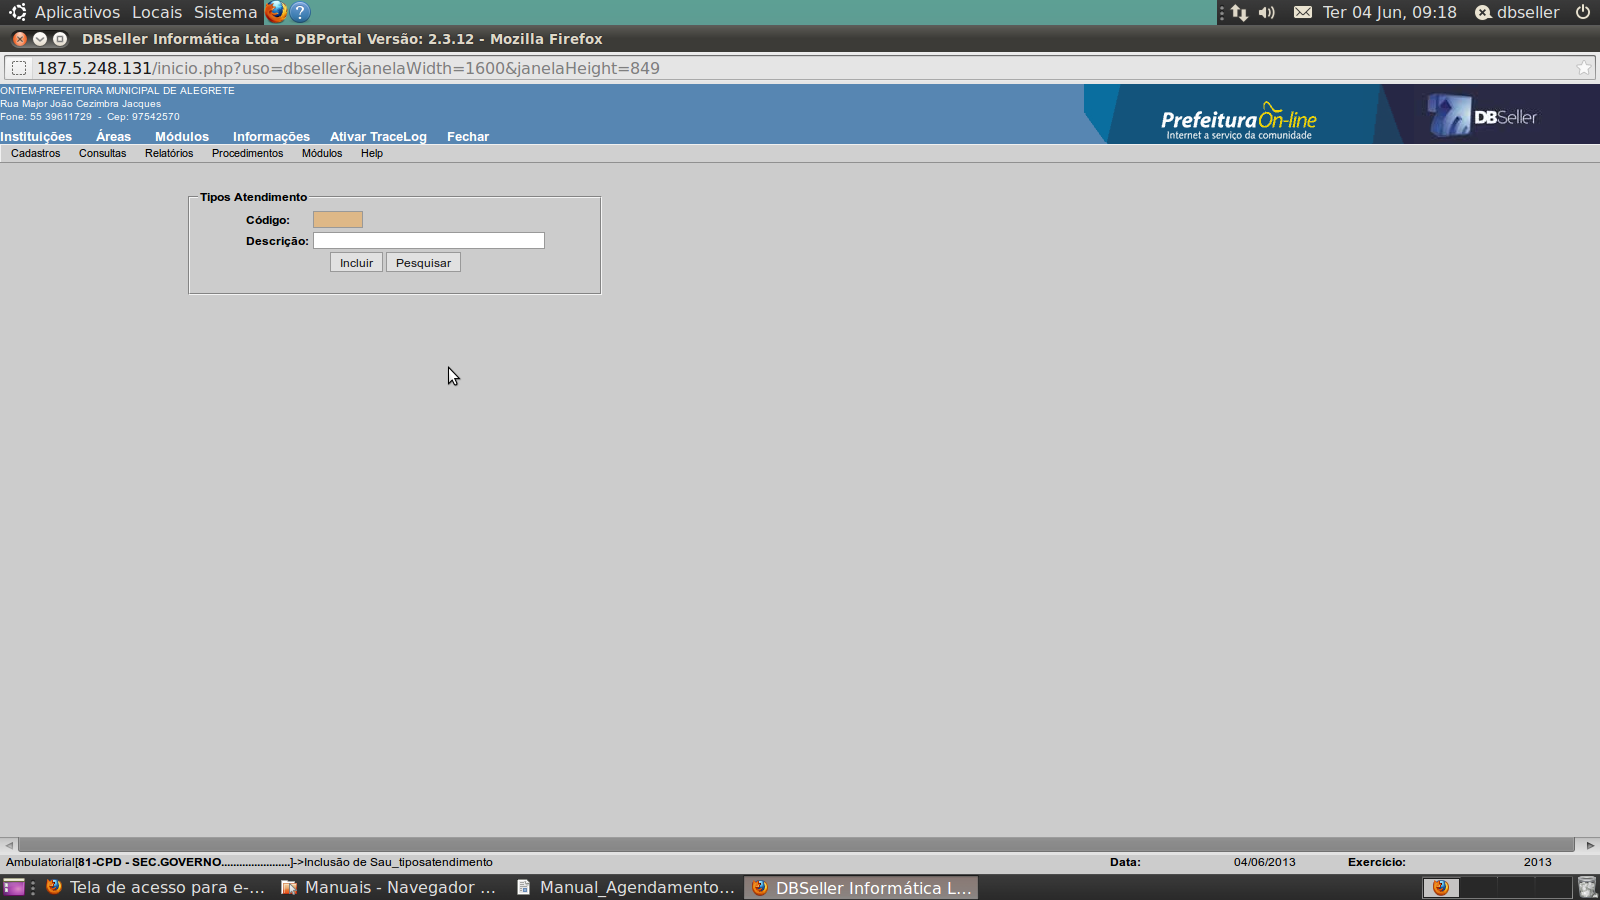 Aplicativos Locais Sistema ? Ter 04 Jun, 09:18 dbseller
DBSeller Informática Ltda - DBPortal Versão: 2.3.12 - Mozilla Firefox
187.5.248.131/inicio.php?uso=dbseller&janelaWidth=1600&janelaHeight=849
ONTEM-PREFEITURA MUNICIPAL DE ALEGRETE
Rua Major João Cezimbra Jacques
Fone: 55 39611729 - Cep: 97542570
PrefeituraOn-line
Internet a serviço da comunidade
DBSeller
Instituições Áreas Módulos Informações Ativar TraceLog Fechar
Cadastros Consultas Relatórios Procedimentos Módulos Help
Tipos Atendimento
Código:
Descrição:
Incluir Pesquisar
Ambulatorial[81-CPD - SEC.GOVERNO.......................]->Inclusão de Sau_tiposatendimento Data: 04/06/2013 Exercício: 2013
Tela de acesso para e-... Manuais - Navegador ... Manual_Agendamento... DBSeller Informática L...